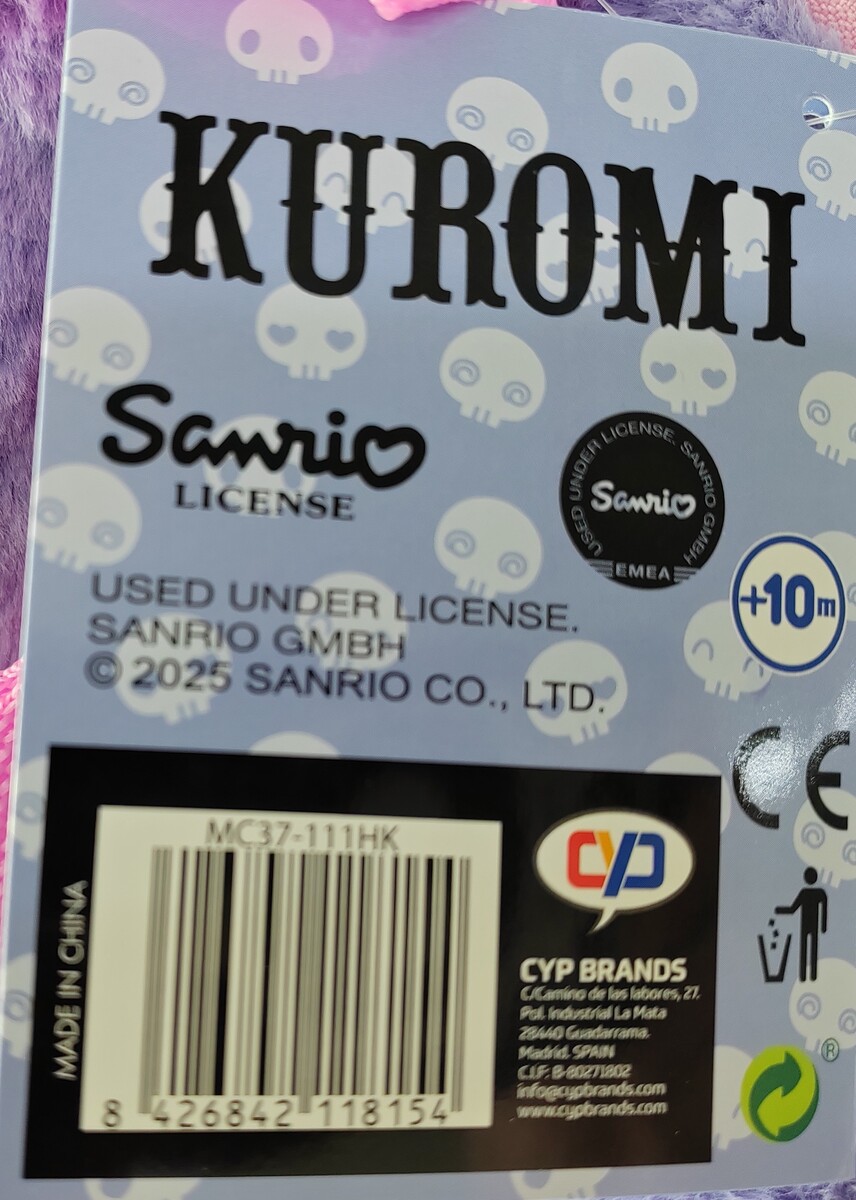 KUROMI
Sanrio
LICENSE
USED UNDER LICENSE. SANRIO GMBH
Sanrio
EMEA
USED UNDER LICENSE.
SANRIO GMBH
© 2025 SANRIO CO., LTD.
+10m
CE
MADE IN CHINA
MC37-111HK
8 426842 118154
CYP
CYP BRANDS
C/Camino de las labores, 27.
Pol. Industrial La Mata
28440 Guadarrama.
Madrid. SPAIN
C.I.F: B-80271802
info@cypbrands.com
www.cypbrands.com
®